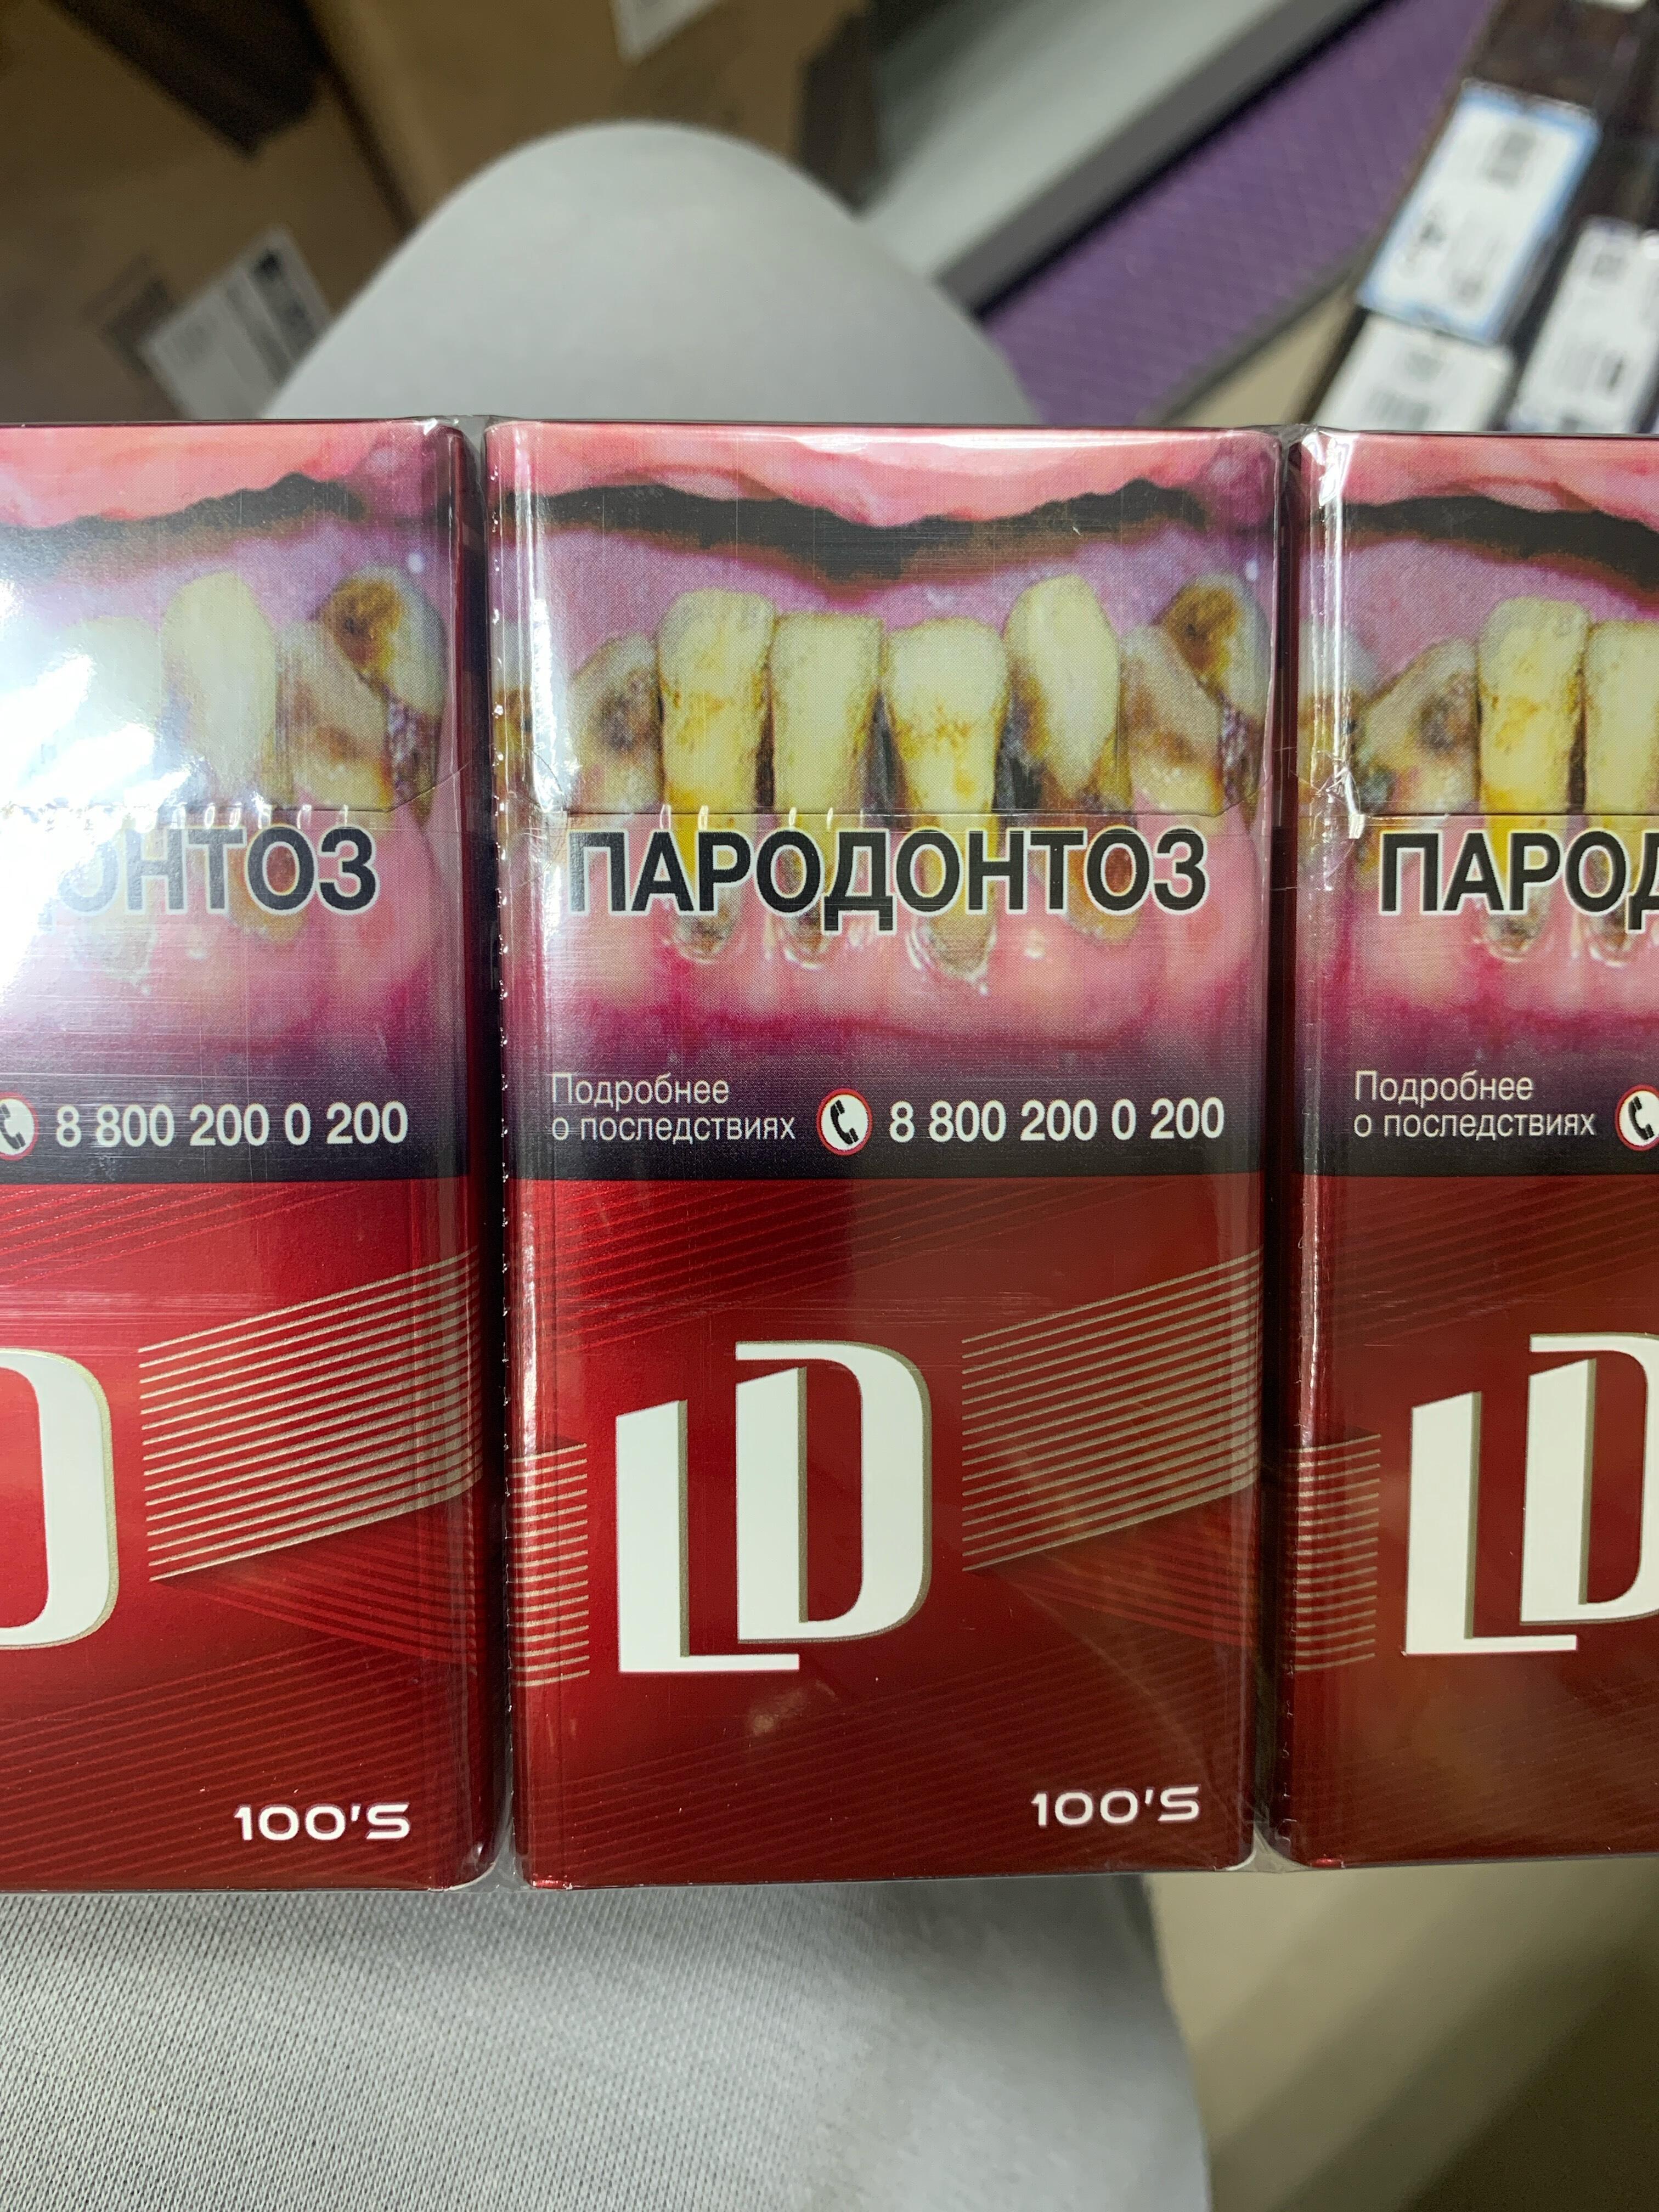 ОНТОЗ
8 800 200 0 200
D
100'S
ПАРОДОНТОЗ
Подробнее
о последствиях
8 800 200 0 200
LD
100'S
ПАРОД
Подробнее
о последствиях
LD